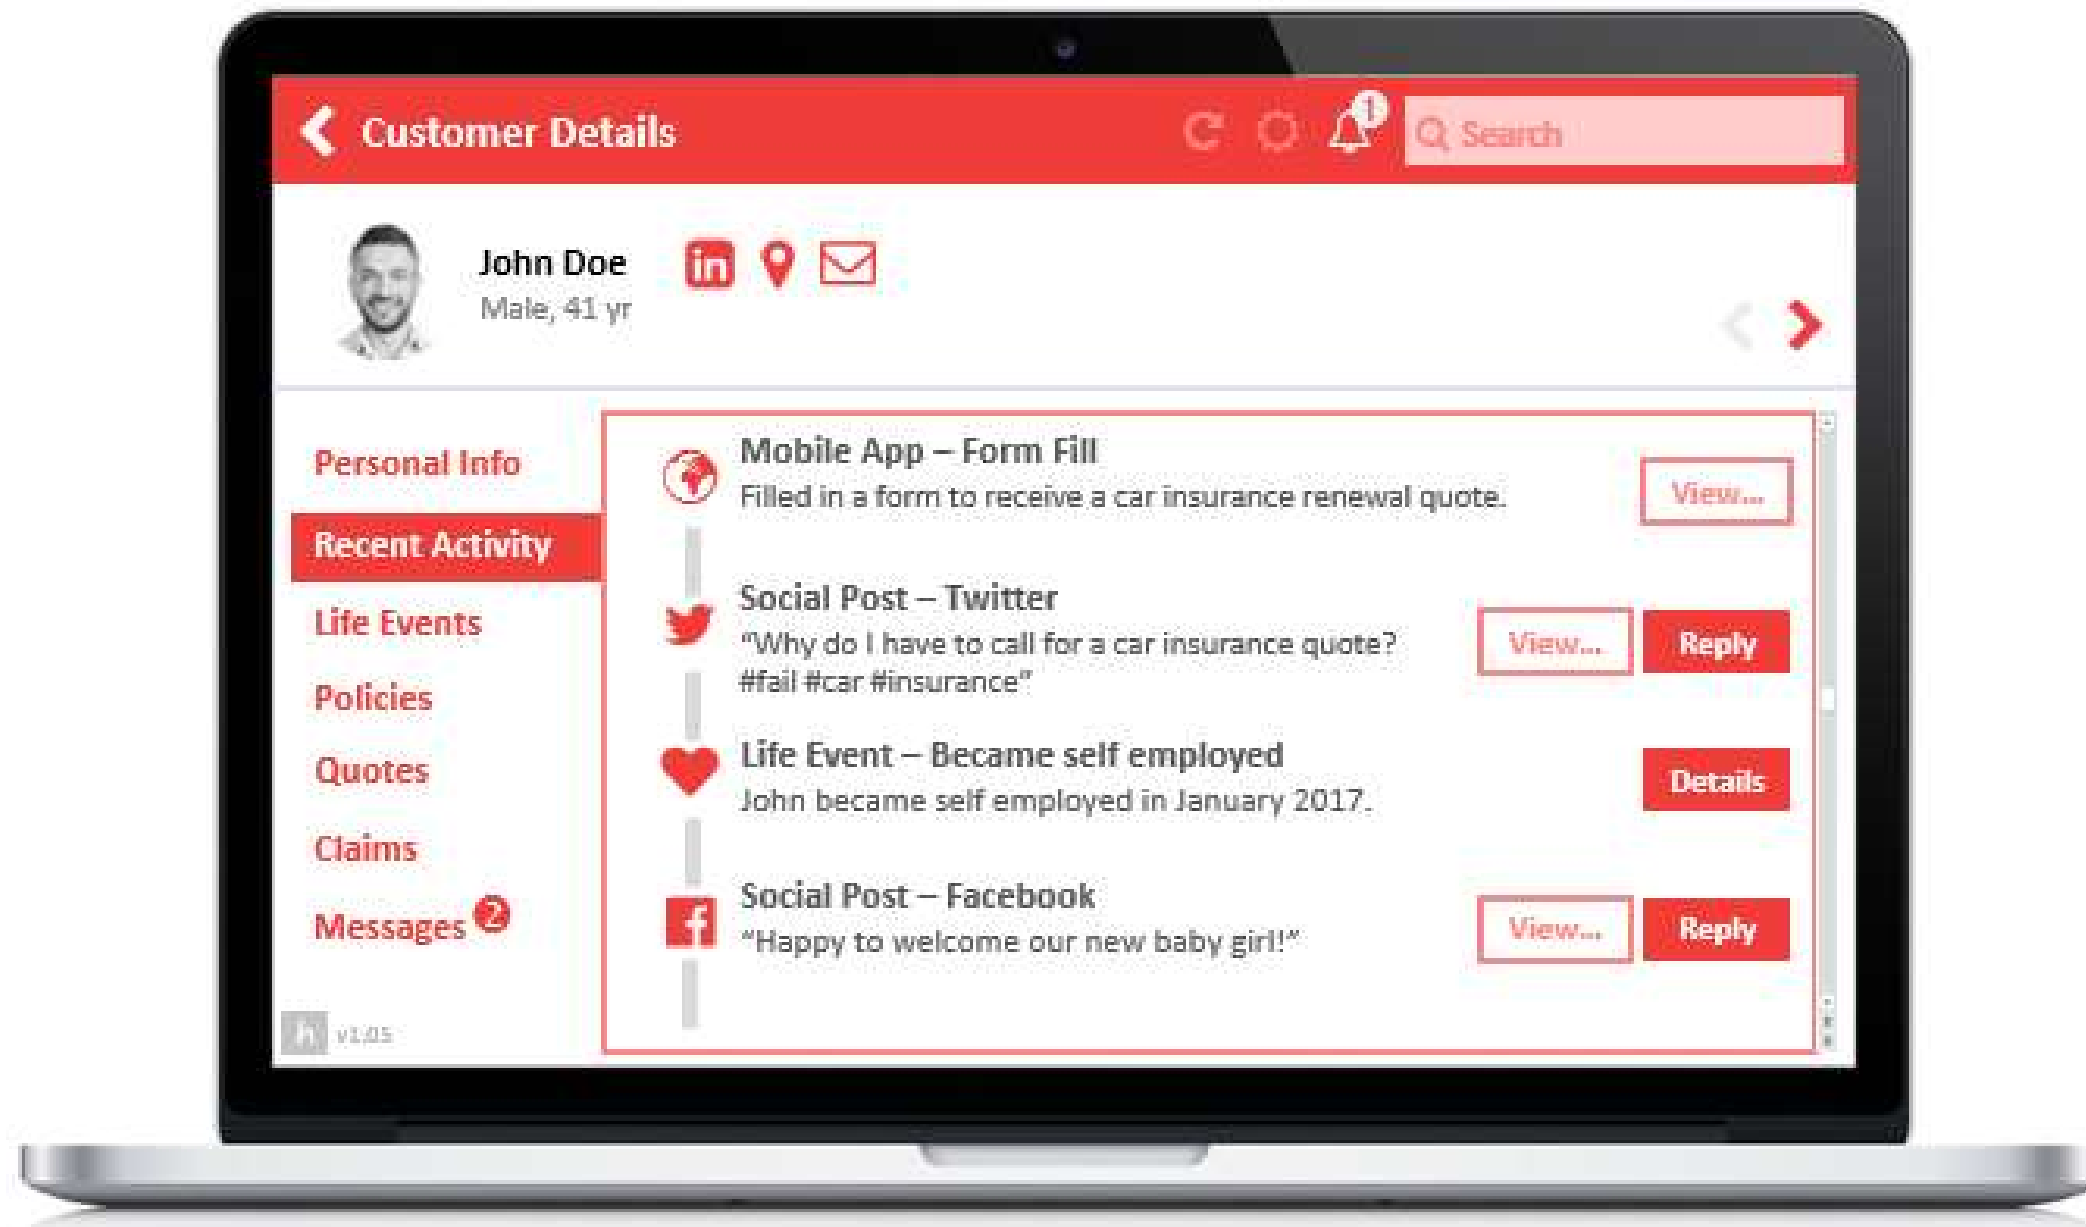 Customer Details
1
Search
John Doe
Male, 41 yr
in
Personal Info
Recent Activity
Life Events
Policies
Quotes
Claims
Messages 2
h v1.05
Mobile App – Form Fill
Filled in a form to receive a car insurance renewal quote.
View...
Social Post – Twitter
“Why do I have to call for a car insurance quote?
#fail #car #insurance”
View...
Reply
Life Event – Became self employed
John became self employed in January 2017.
Details
Social Post – Facebook
“Happy to welcome our new baby girl!”
View...
Reply
f